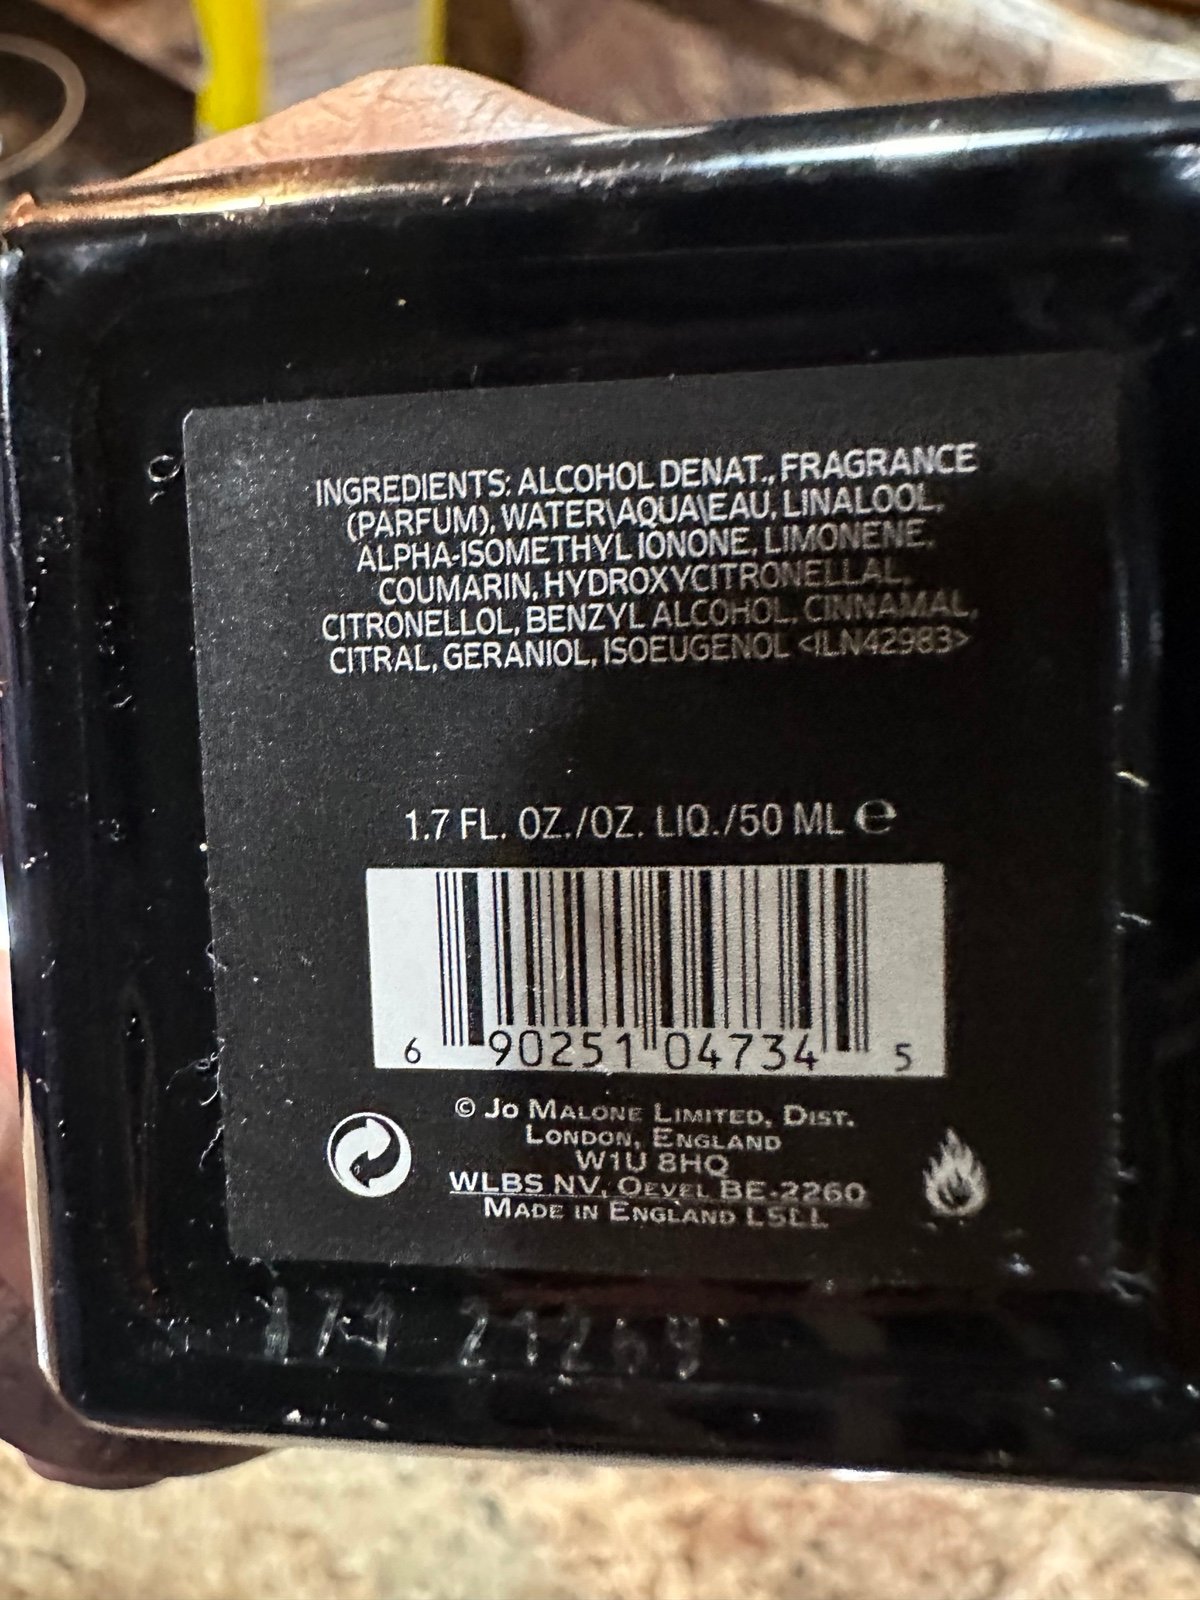 INGREDIENTS: ALCOHOL DENAT., FRAGRANCE
(PARFUM), WATER\AQUA\EAU, LINALOOL,
ALPHA-ISOMETHYL IONONE, LIMONENE,
COUMARIN, HYDROXYCITRONELLAL,
CITRONELLOL, BENZYL ALCOHOL, CINNAMAL,
CITRAL, GERANIOL, ISOEUGENOL <ILN42983>
1.7 FL. OZ./OZ. LIQ./50 ML ℮
6 90251 04734 5
© JO MALONE LIMITED, DIST.
LONDON, ENGLAND
W1U 8HQ
WLBS NV, OEVEL BE-2260
MADE IN ENGLAND